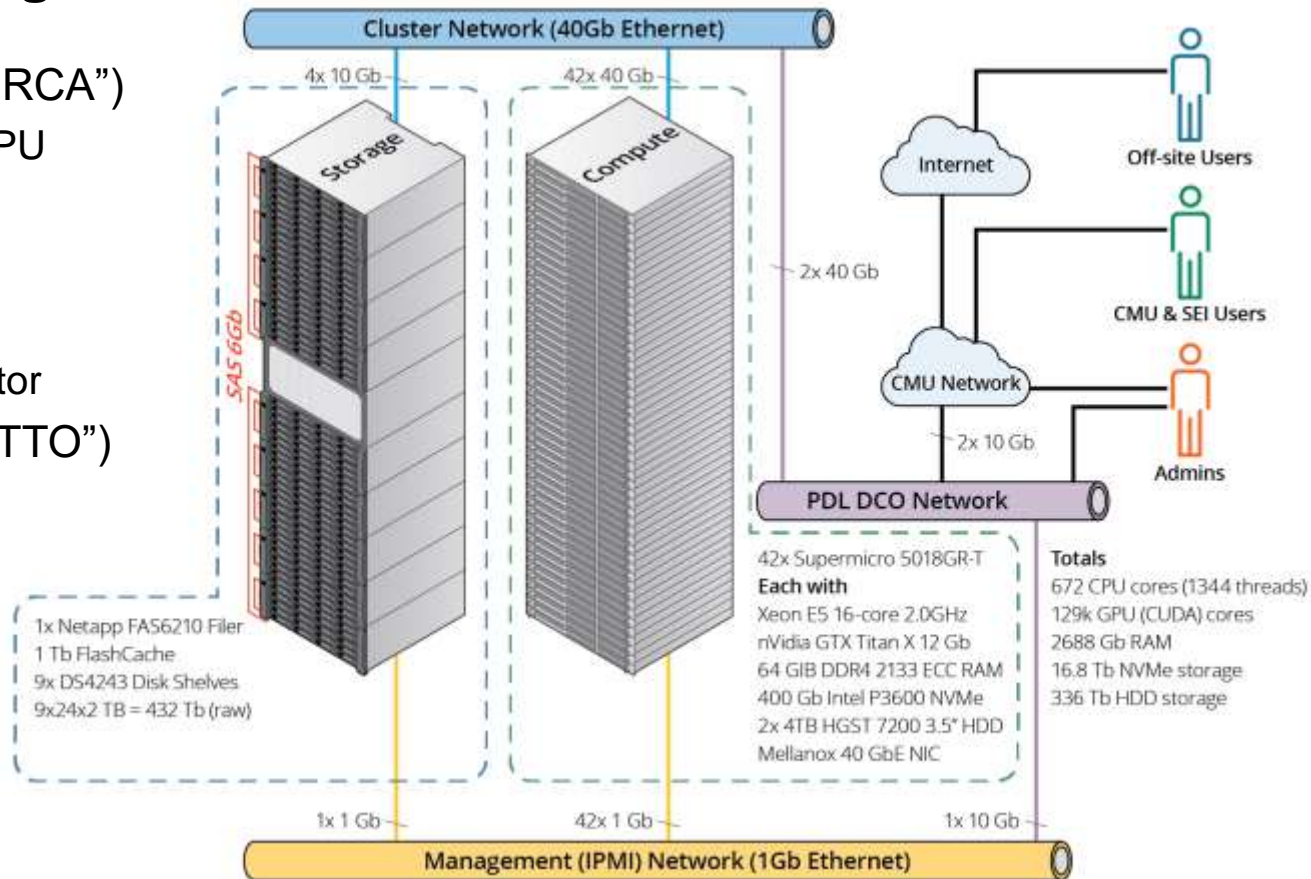 g
RCA”)
PU
tor
TTO”)
Cluster Network (40Gb Ethernet)
4x 10 Gb
42x 40 Gb
Storage
Compute
SAS 6Gb
2x 40 Gb
Internet
Off-site Users
CMU & SEI Users
CMU Network
2x 10 Gb
Admins
PDL DCO Network
1x Netapp FAS6210 Filer
1 Tb FlashCache
9x DS4243 Disk Shelves
9x24x2 TB = 432 Tb (raw)
42x Supermicro 5018GR-T
Each with
Xeon E5 16-core 2.0GHz
nVidia GTX Titan X 12 Gb
64 GIB DDR4 2133 ECC RAM
400 Gb Intel P3600 NVMe
2x 4TB HGST 7200 3.5" HDD
Mellanox 40 GbE NIC
Totals
672 CPU cores (1344 threads)
129k GPU (CUDA) cores
2688 Gb RAM
16.8 Tb NVMe storage
336 Tb HDD storage
1x 1 Gb
42x 1 Gb
1x 10 Gb
Management (IPMI) Network (1Gb Ethernet)